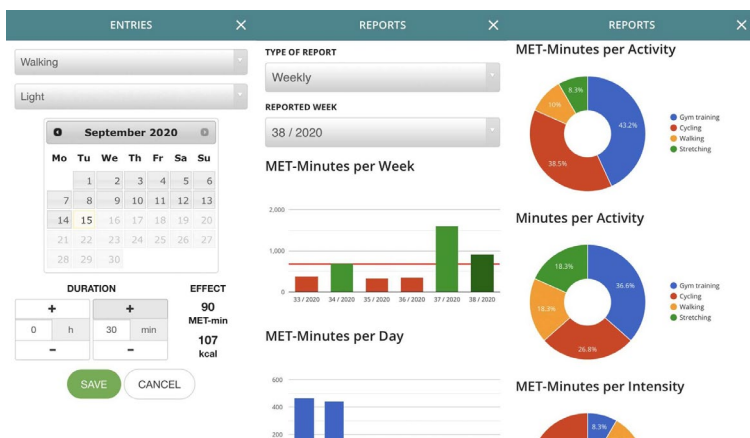 ENTRIES
Walking
Light
September 2020
Mo Tu We Th Fr Sa Su
1 2 3 4 5 6
7 8 9 10 11 12 13
14 15 16 17 18 19 20
21 22 23 24 25 26 27
28 29 30
DURATION EFFECT
+ +
0 h 30 min
- -
90
MET-min
107
kcal
SAVE CANCEL
REPORTS
TYPE OF REPORT
Weekly
REPORTED WEEK
38 / 2020
MET-Minutes per Week
2,000
1,000
0
33 / 2020 34 / 2020 35 / 2020 36 / 2020 37 / 2020 38 / 2020
MET-Minutes per Day
600
400
200
REPORTS
MET-Minutes per Activity
8.3%
10%
43.2%
38.5%
Gym training
Cycling
Walking
Stretching
Minutes per Activity
18.3%
36.6%
18.3%
26.8%
Gym training
Cycling
Walking
Stretching
MET-Minutes per Intensity
8.3%